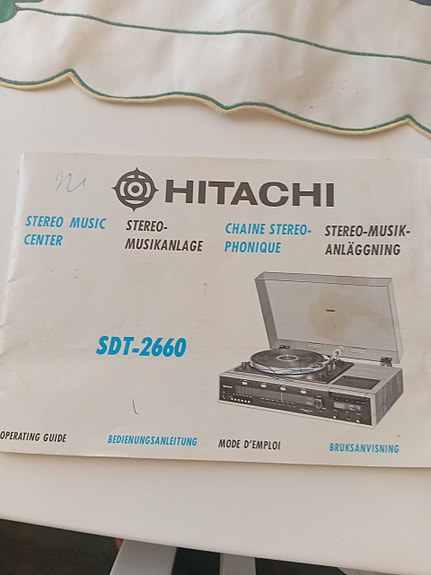 HITACHI
STEREO MUSIC
CENTER
STEREO-
MUSIKANLAGE
CHAINE STEREO-
PHONIQUE
STEREO-MUSIK-
ANLÄGGNING
SDT-2660
OPERATING GUIDE
BEDIENUNGSANLEITUNG
MODE D'EMPLOI
BRUKSANVISNING